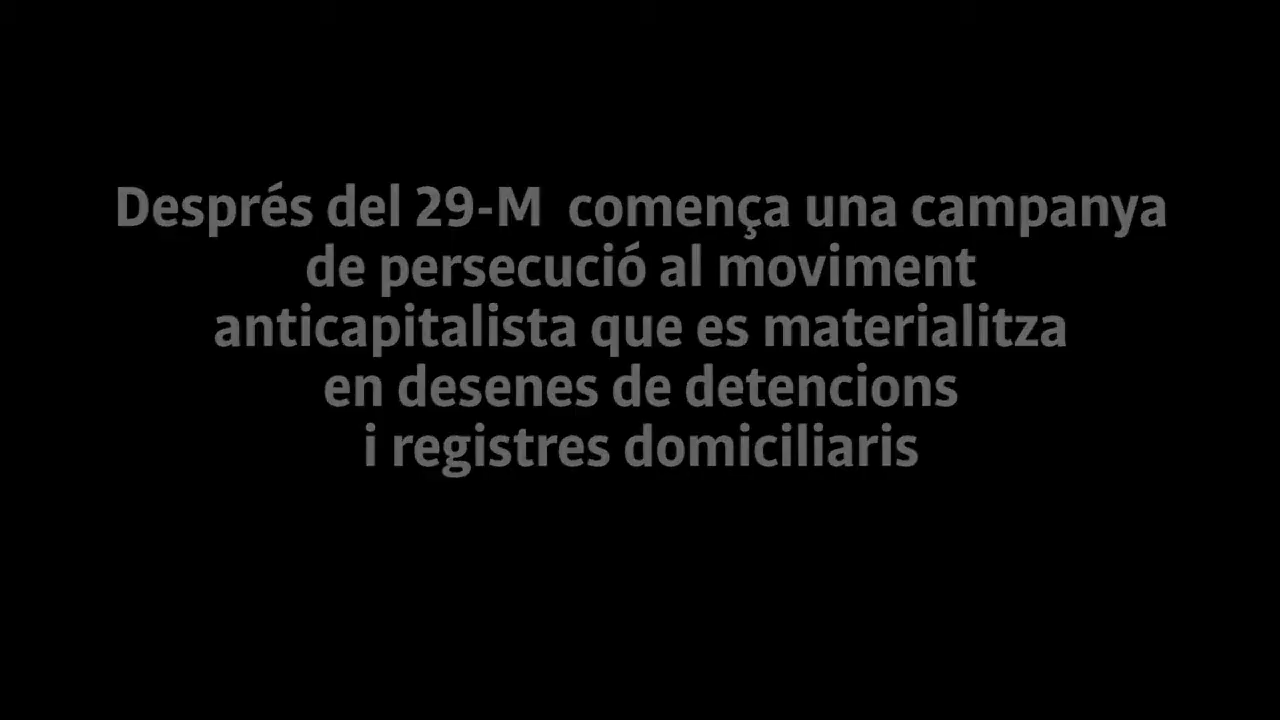 Després del 29-M  comença una campanya
de persecució al moviment
anticapitalista que es materialitza
en desenes de detencions
i registres domiciliaris